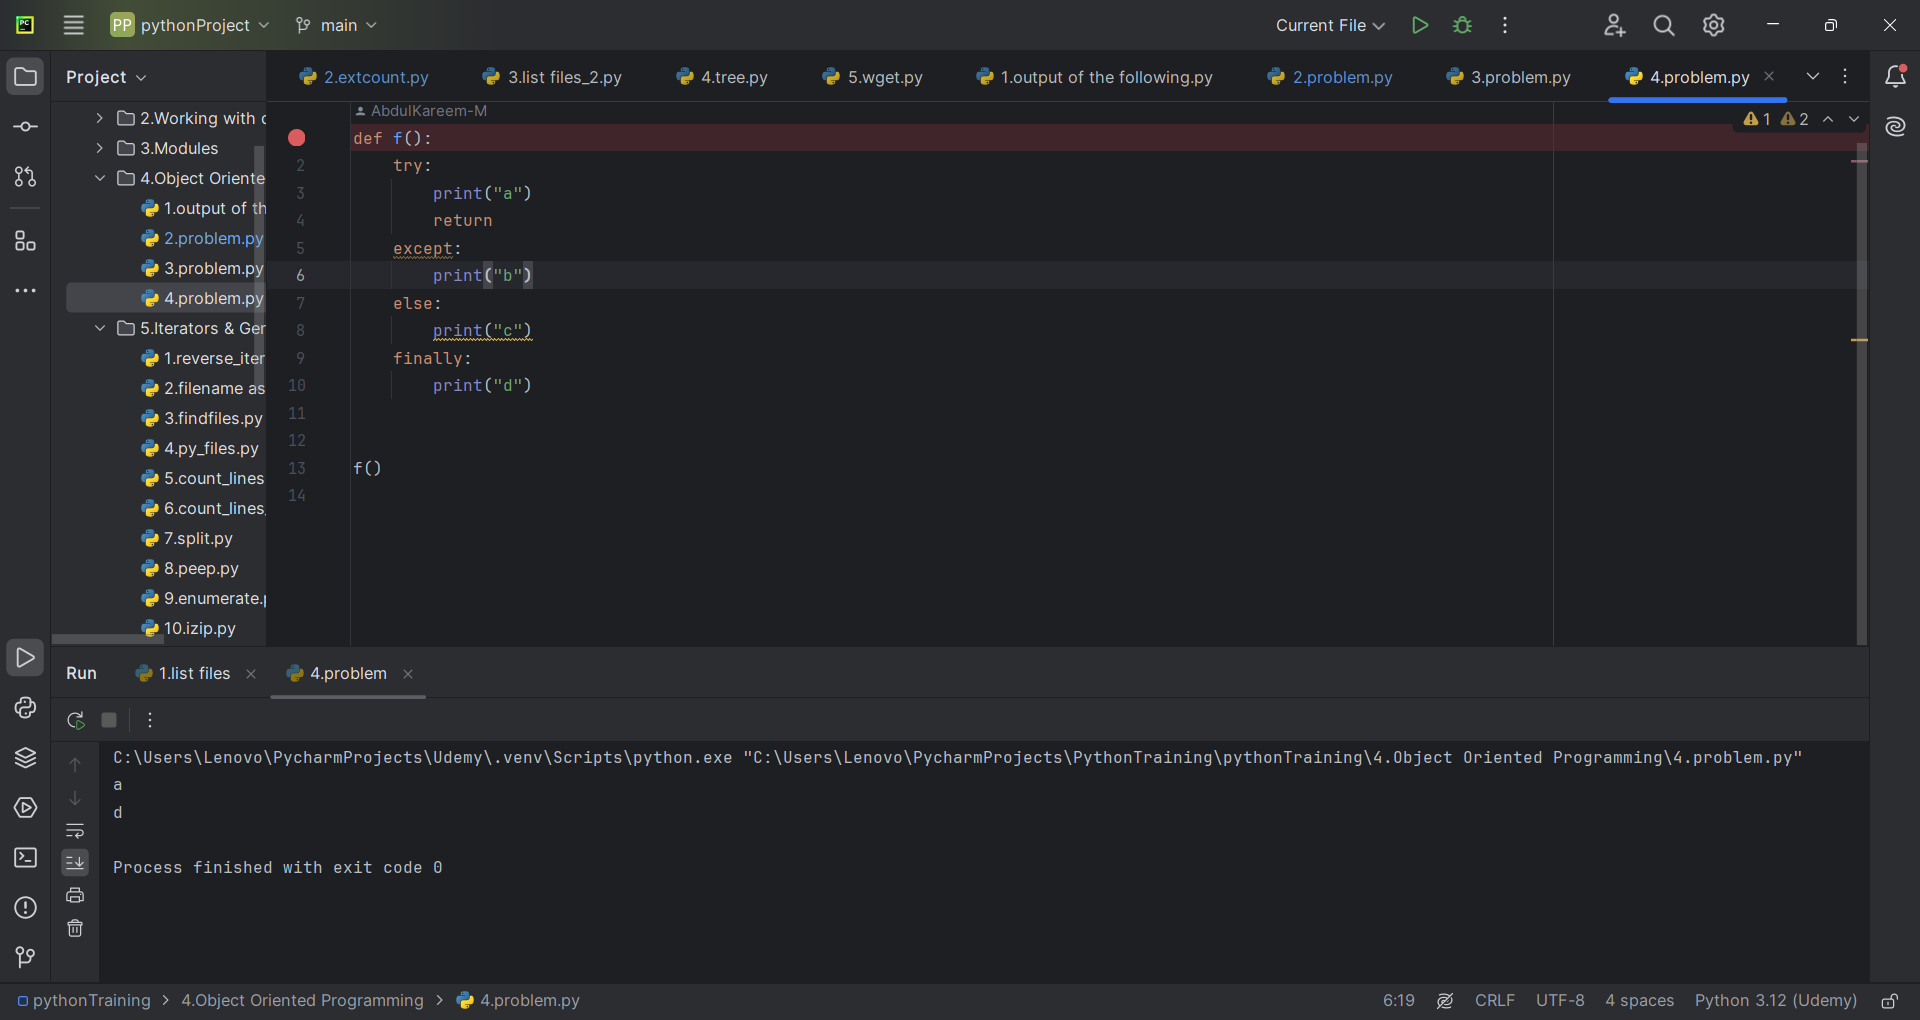 PC
PP pythonProject
main
Current File
Project
2.extcount.py
3.list files_2.py
4.tree.py
5.wget.py
1.output of the following.py
2.problem.py
3.problem.py
4.problem.py
2.Working with
3.Modules
4.Object Oriente
1.output of th
2.problem.py
3.problem.py
4.problem.py
5.Iterators & Ger
1.reverse_iter
2.filename as
3.findfiles.py
4.py_files.py
5.count_lines
6.count_lines_
7.split.py
8.peep.py
9.enumerate.p
10.izip.py
AbdulKareem-M
1 2
def f():
2     try:
3         print("a")
4         return
5     except:
6         print("b")
7     else:
8         print("c")
9     finally:
10         print("d")
11
12
13 f()
14
Run
1.list files
4.problem
C:\Users\Lenovo\PycharmProjects\Udemy\.venv\Scripts\python.exe "C:\Users\Lenovo\PycharmProjects\PythonTraining\pythonTraining\4.Object Oriented Programming\4.problem.py"
a
d
Process finished with exit code 0
pythonTraining > 4.Object Oriented Programming > 4.problem.py
6:19
CRLF
UTF-8
4 spaces
Python 3.12 (Udemy)